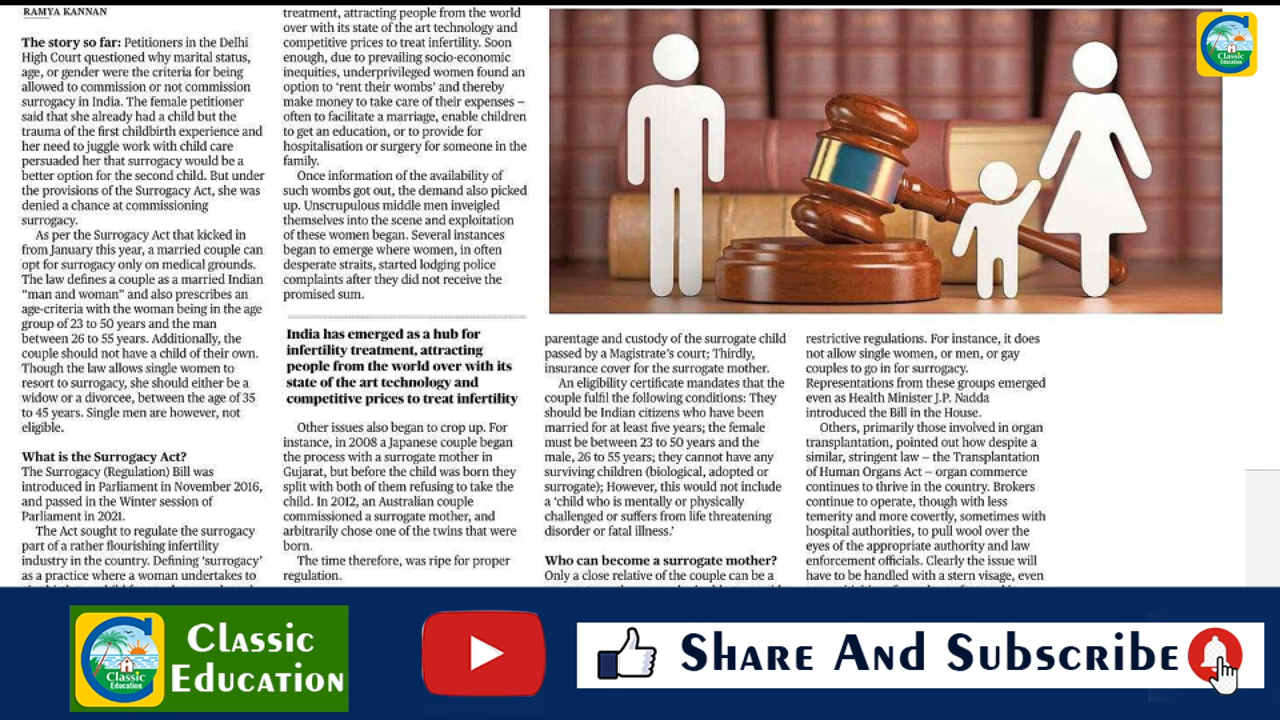 RAMYA KANNAN
The story so far: Petitioners in the Delhi
High Court questioned why marital status,
age, or gender were the criteria for being
allowed to commission or not commission
surrogacy in India. The female petitioner
said that she already had a child but the
trauma of the first childbirth experience and
her need to juggle work with child care
persuaded her that surrogacy would be a
better option for the second child. But under
the provisions of the Surrogacy Act, she was
denied a chance at commissioning
surrogacy.
As per the Surrogacy Act that kicked in
from January this year, a married couple can
opt for surrogacy only on medical grounds.
The law defines a couple as a married Indian
“man and woman” and also prescribes an
age-criteria with the woman being in the age
group of 23 to 50 years and the man
between 26 to 55 years. Additionally, the
couple should not have a child of their own.
Though the law allows single women to
resort to surrogacy, she should either be a
widow or a divorcee, between the age of 35
to 45 years. Single men are however, not
eligible.
What is the Surrogacy Act?
The Surrogacy (Regulation) Bill was
introduced in Parliament in November 2016,
and passed in the Winter session of
Parliament in 2021.
The Act sought to regulate the surrogacy
part of a rather flourishing infertility
industry in the country. Defining ‘surrogacy’
as a practice where a woman undertakes to
treatment, attracting people from the world
over with its state of the art technology and
competitive prices to treat infertility. Soon
enough, due to prevailing socio-economic
inequities, underprivileged women found an
option to ‘rent their wombs’ and thereby
make money to take care of their expenses –
often to facilitate a marriage, enable children
to get an education, or to provide for
hospitalisation or surgery for someone in the
family.
Once information of the availability of
such wombs got out, the demand also picked
up. Unscrupulous middle men inveigled
themselves into the scene and exploitation
of these women began. Several instances
began to emerge where women, in often
desperate straits, started lodging police
complaints after they did not receive the
promised sum.
India has emerged as a hub for
infertility treatment, attracting
people from the world over with its
state of the art technology and
competitive prices to treat infertility
Other issues also began to crop up. For
instance, in 2008 a Japanese couple began
the process with a surrogate mother in
Gujarat, but before the child was born they
split with both of them refusing to take the
child. In 2012, an Australian couple
commissioned a surrogate mother, and
arbitrarily chose one of the twins that were
born.
The time therefore, was ripe for proper
regulation.
parentage and custody of the surrogate child
passed by a Magistrate’s court; Thirdly,
insurance cover for the surrogate mother.
An eligibility certificate mandates that the
couple fulfil the following conditions: They
should be Indian citizens who have been
married for at least five years; the female
must be between 23 to 50 years and the
male, 26 to 55 years; they cannot have any
surviving children (biological, adopted or
surrogate); However, this would not include
a ‘child who is mentally or physically
challenged or suffers from life threatening
disorder or fatal illness.’
Who can become a surrogate mother?
Only a close relative of the couple can be a
restrictive regulations. For instance, it does
not allow single women, or men, or gay
couples to go in for surrogacy.
Representations from these groups emerged
even as Health Minister J.P. Nadda
introduced the Bill in the House.
Others, primarily those involved in organ
transplantation, pointed out how despite a
similar, stringent law – the Transplantation
of Human Organs Act – organ commerce
continues to thrive in the country. Brokers
continue to operate, though with less
temerity and more covertly, sometimes with
hospital authorities, to pull wool over the
eyes of the appropriate authority and law
enforcement officials. Clearly the issue will
have to be handled with a stern visage, even
Classic
Education
Classic
Education
Classic
Education
Share And Subscribe